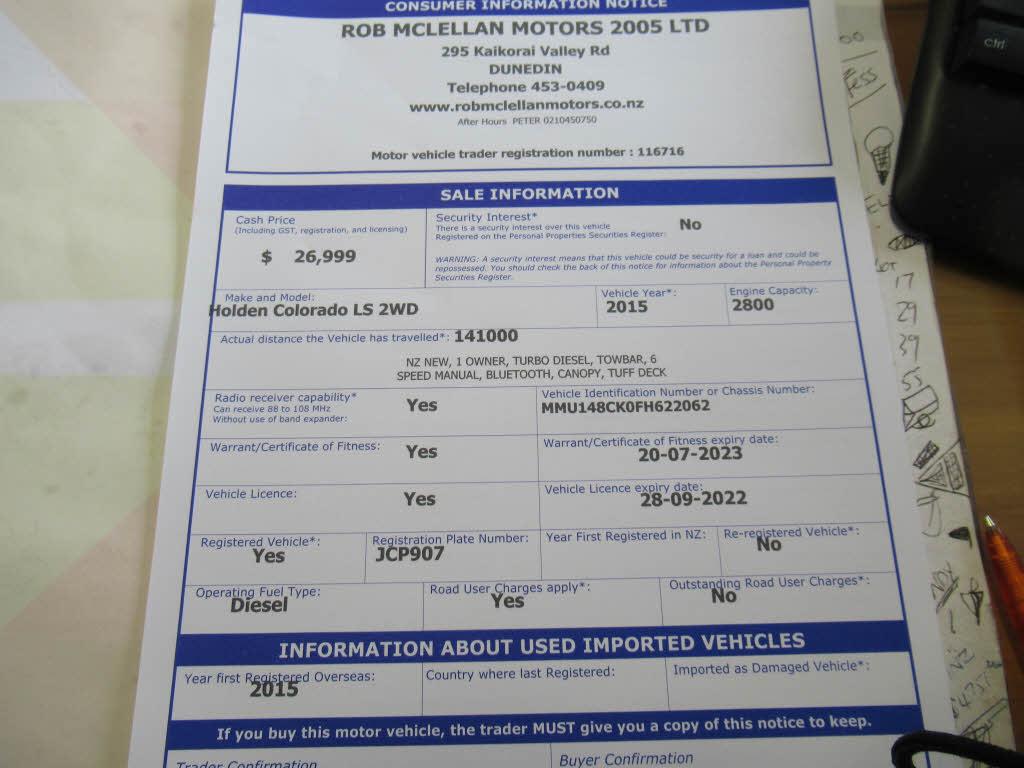 CONSUMER INFORMATION NOTICE
ROB MCLELLAN MOTORS 2005 LTD
295 Kaikorai Valley Rd
DUNEDIN
Telephone 453-0409
www.robmclellanmotors.co.nz
After Hours PETER 0210450750
Motor vehicle trader registration number : 116716
SALE INFORMATION
Cash Price
(Including GST, registration, and licensing)
$ 26,999
Security Interest*
There is a security interest over this vehicle
Registered on the Personal Properties Securities Register:
No
WARNING: A security interest means that this vehicle could be security for a loan and could be
repossessed. You should check the back of this notice for information about the Personal Property
Securities Register.
Make and Model:
Holden Colorado LS 2WD
Vehicle Year*:
2015
Engine Capacity:
2800
Actual distance the Vehicle has travelled*: 141000
NZ NEW, 1 OWNER, TURBO DIESEL, TOWBAR, 6
SPEED MANUAL, BLUETOOTH, CANOPY, TUFF DECK
Radio receiver capability*
Can receive 88 to 108 MHz
Without use of band expander:
Yes
Vehicle Identification Number or Chassis Number:
MMU148CK0FH622062
Warrant/Certificate of Fitness:
Yes
Warrant/Certificate of Fitness expiry date:
20-07-2023
Vehicle Licence:
Yes
Vehicle Licence expiry date:
28-09-2022
Registered Vehicle*:
Yes
Registration Plate Number:
JCP907
Year First Registered in NZ:
Re-registered Vehicle*:
No
Operating Fuel Type:
Diesel
Road User Charges apply*:
Yes
Outstanding Road User Charges*:
No
INFORMATION ABOUT USED IMPORTED VEHICLES
Year first Registered Overseas:
2015
Country where last Registered:
Imported as Damaged Vehicle*:
If you buy this motor vehicle, the trader MUST give you a copy of this notice to keep.
Trader Confirmation
Buyer Confirmation
ctrl
17
29
39
55